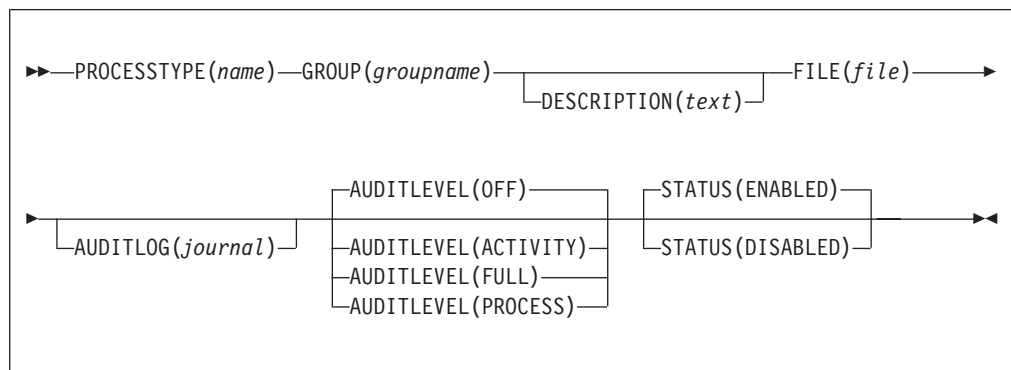 PROCESSTYPE(name) GROUP(groupname) FILE(file)
DESCRIPTION(text)
AUDITLEVEL(OFF) STATUS(ENABLED)
AUDITLOG(journal) AUDITLEVEL(ACTIVITY) STATUS(DISABLED)
AUDITLEVEL(FULL)
AUDITLEVEL(PROCESS)